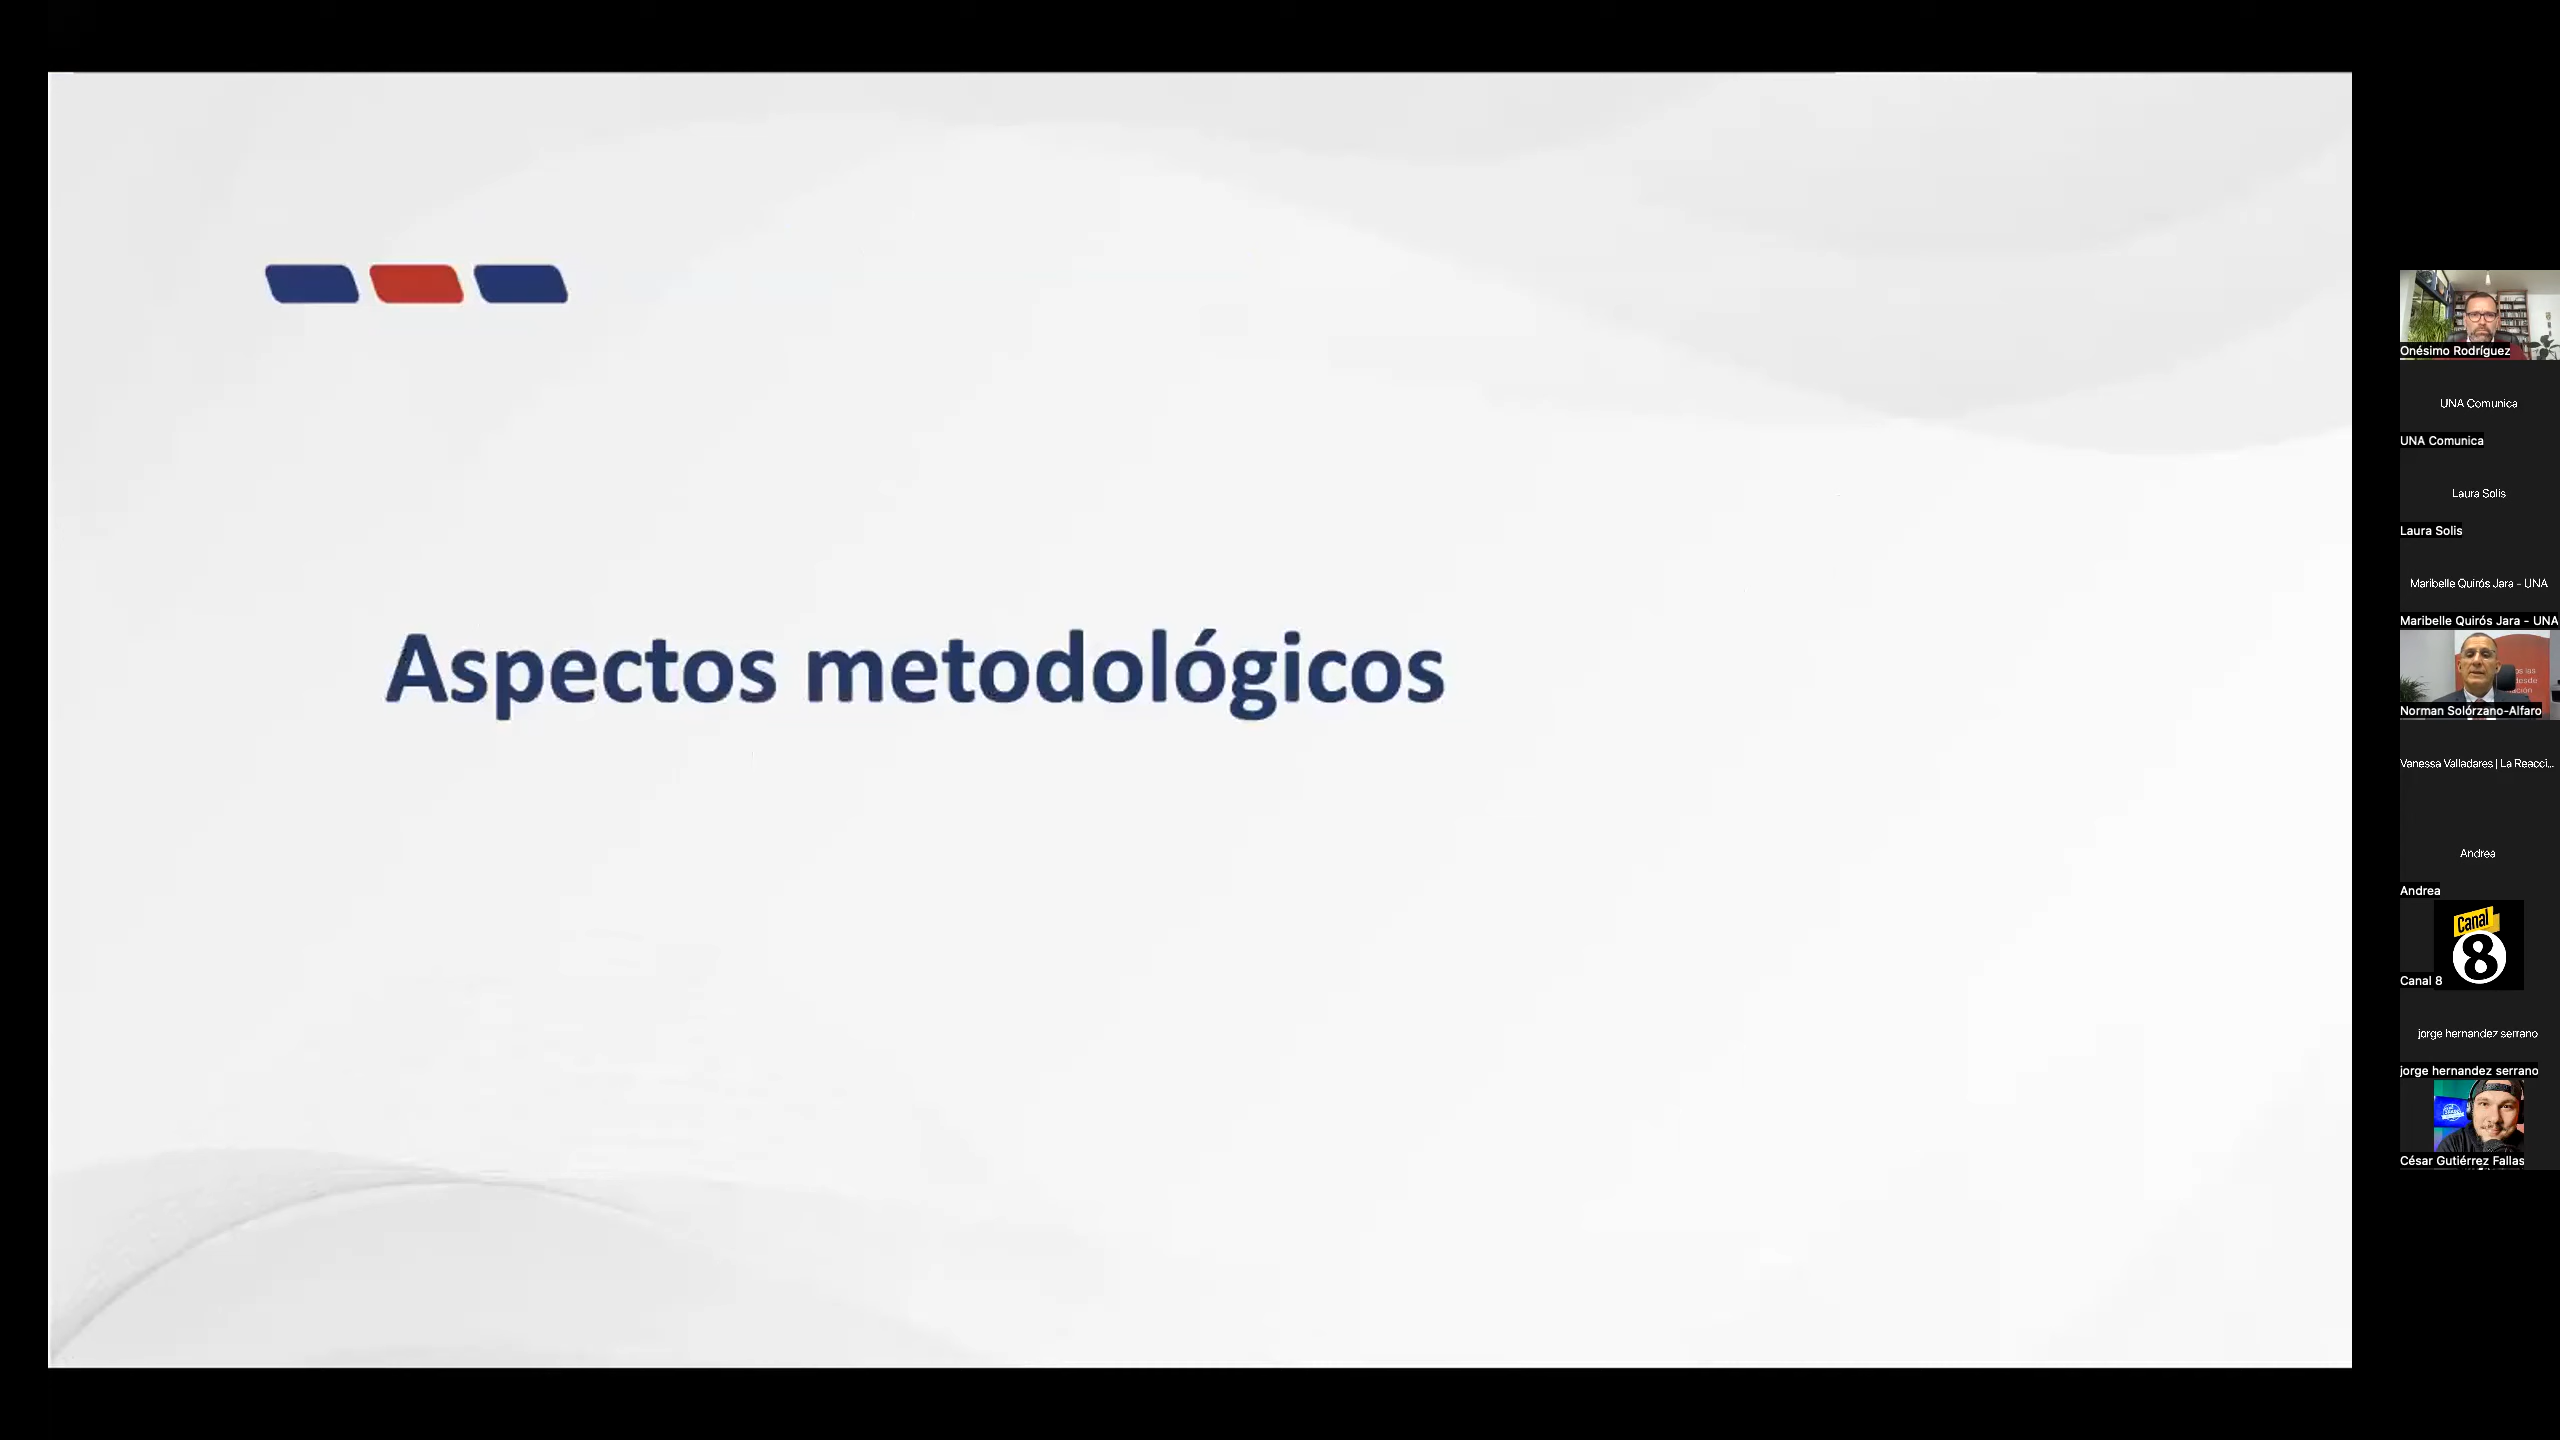 Aspectos metodológicos
Onésimo Rodríguez
UNA Comunica
UNA Comunica
Laura Solis
Laura Solis
Maribelle Quirós Jara - UNA
Maribelle Quirós Jara - UNA
Norman Solórzano-Alfaro
Vanessa Valladares | La Reacci...
Andrea
Andrea
Canal
8
Canal 8
jorge hernandez serrano
jorge hernandez serrano
César Gutiérrez Fallas